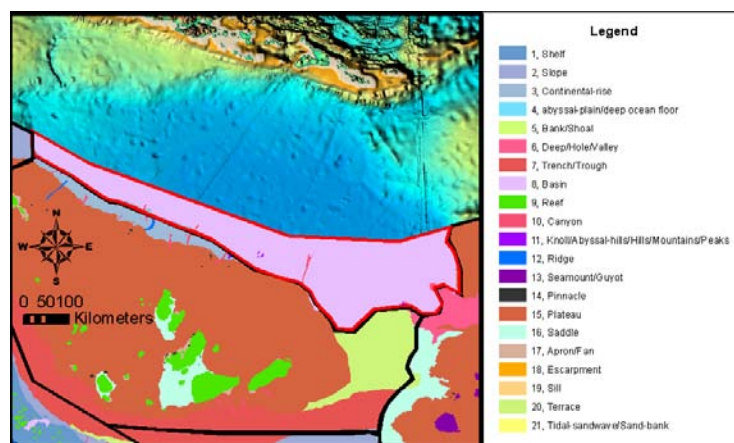 Legend
1, Shelf
2, Slope
3, Continental-rise
4, abyssal-plain/deep ocean floor
5, Bank/Shoal
6, Deep/Hole/Valley
7, Trench/Trough
8, Basin
9, Reef
10, Canyon
11, Knoll/Abyssal-hills/Hills/Mountains/Peaks
12, Ridge
13, Seamount/Guyot
14, Pinnacle
15, Plateau
16, Saddle
17, Apron/Fan
18, Escarpment
19, Sill
20, Terrace
21, Tidal-sandwave/Sand-bank
N
W E
S
0 50100
Kilometers